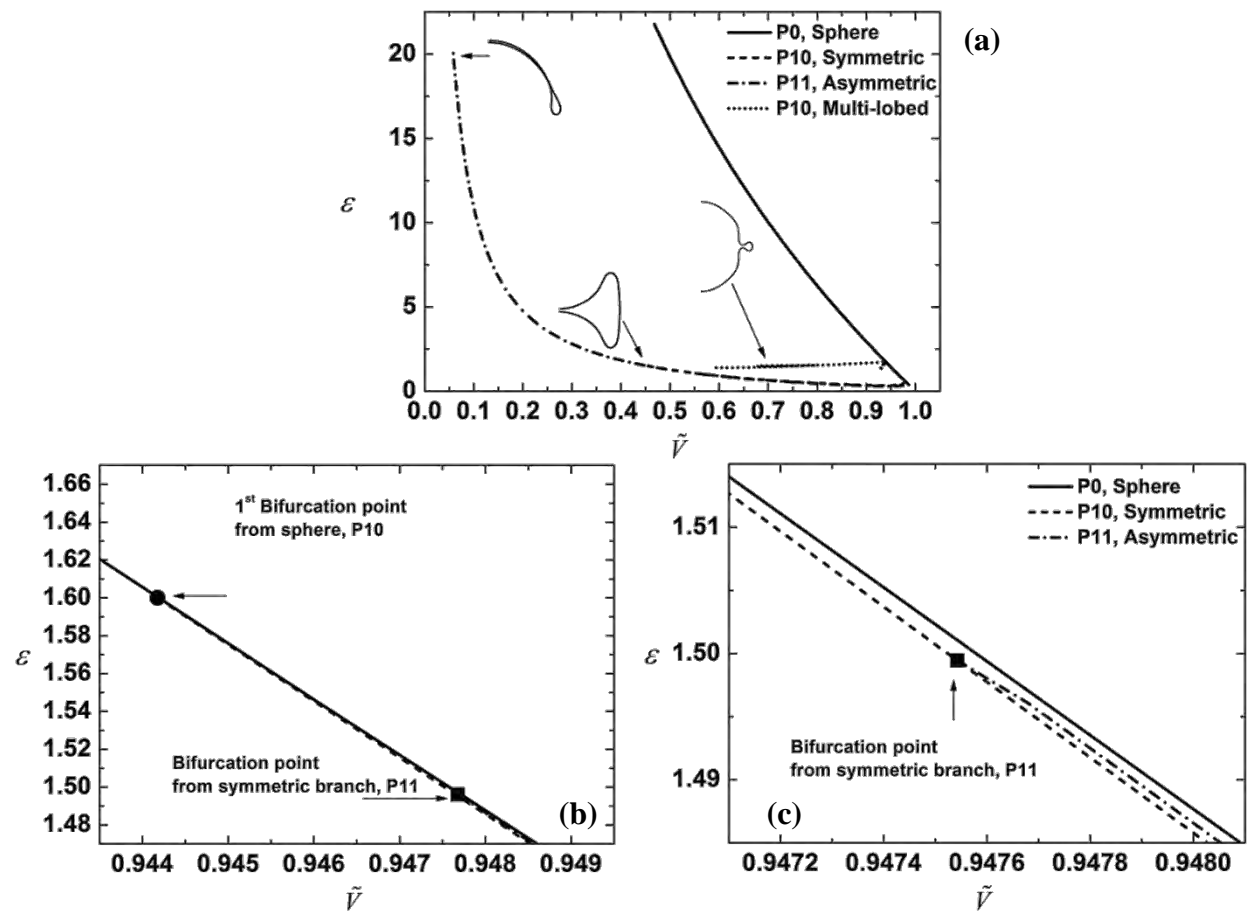 (a)
P0, Sphere
P10, Symmetric
P11, Asymmetric
P10, Multi-lobed
20
15
10
5
0
ε
0.0 0.1 0.2 0.3 0.4 0.5 0.6 0.7 0.8 0.9 1.0
Ṽ
(b)
1st Bifurcation point
from sphere, P10
Bifurcation point
from symmetric branch, P11
1.66
1.64
1.62
1.60
1.58
1.56
1.54
1.52
1.50
1.48
ε
0.944 0.945 0.946 0.947 0.948 0.949
Ṽ
(c)
P0, Sphere
P10, Symmetric
P11, Asymmetric
Bifurcation point
from symmetric branch, P11
1.51
1.50
1.49
ε
0.9472 0.9474 0.9476 0.9478 0.9480
Ṽ